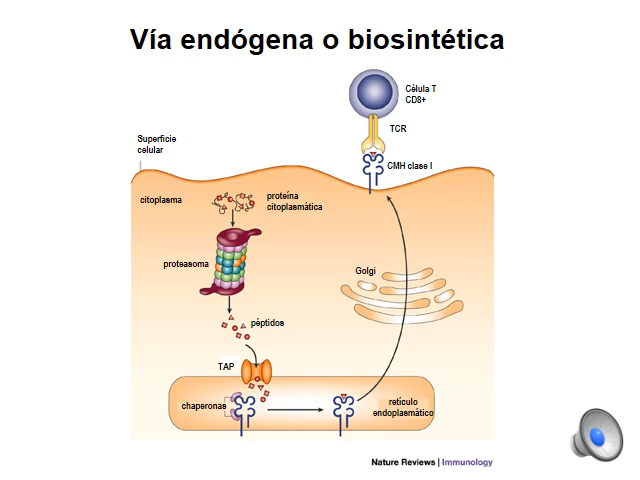 Vía endógena o biosintética
Célula T
CD8+
TCR
Superficie
celular
CMH clase I
citoplasma
proteína
citoplasmática
proteasoma
Golgi
péptidos
TAP
chaperonas
retículo
endoplasmático
Nature Reviews | Immunology